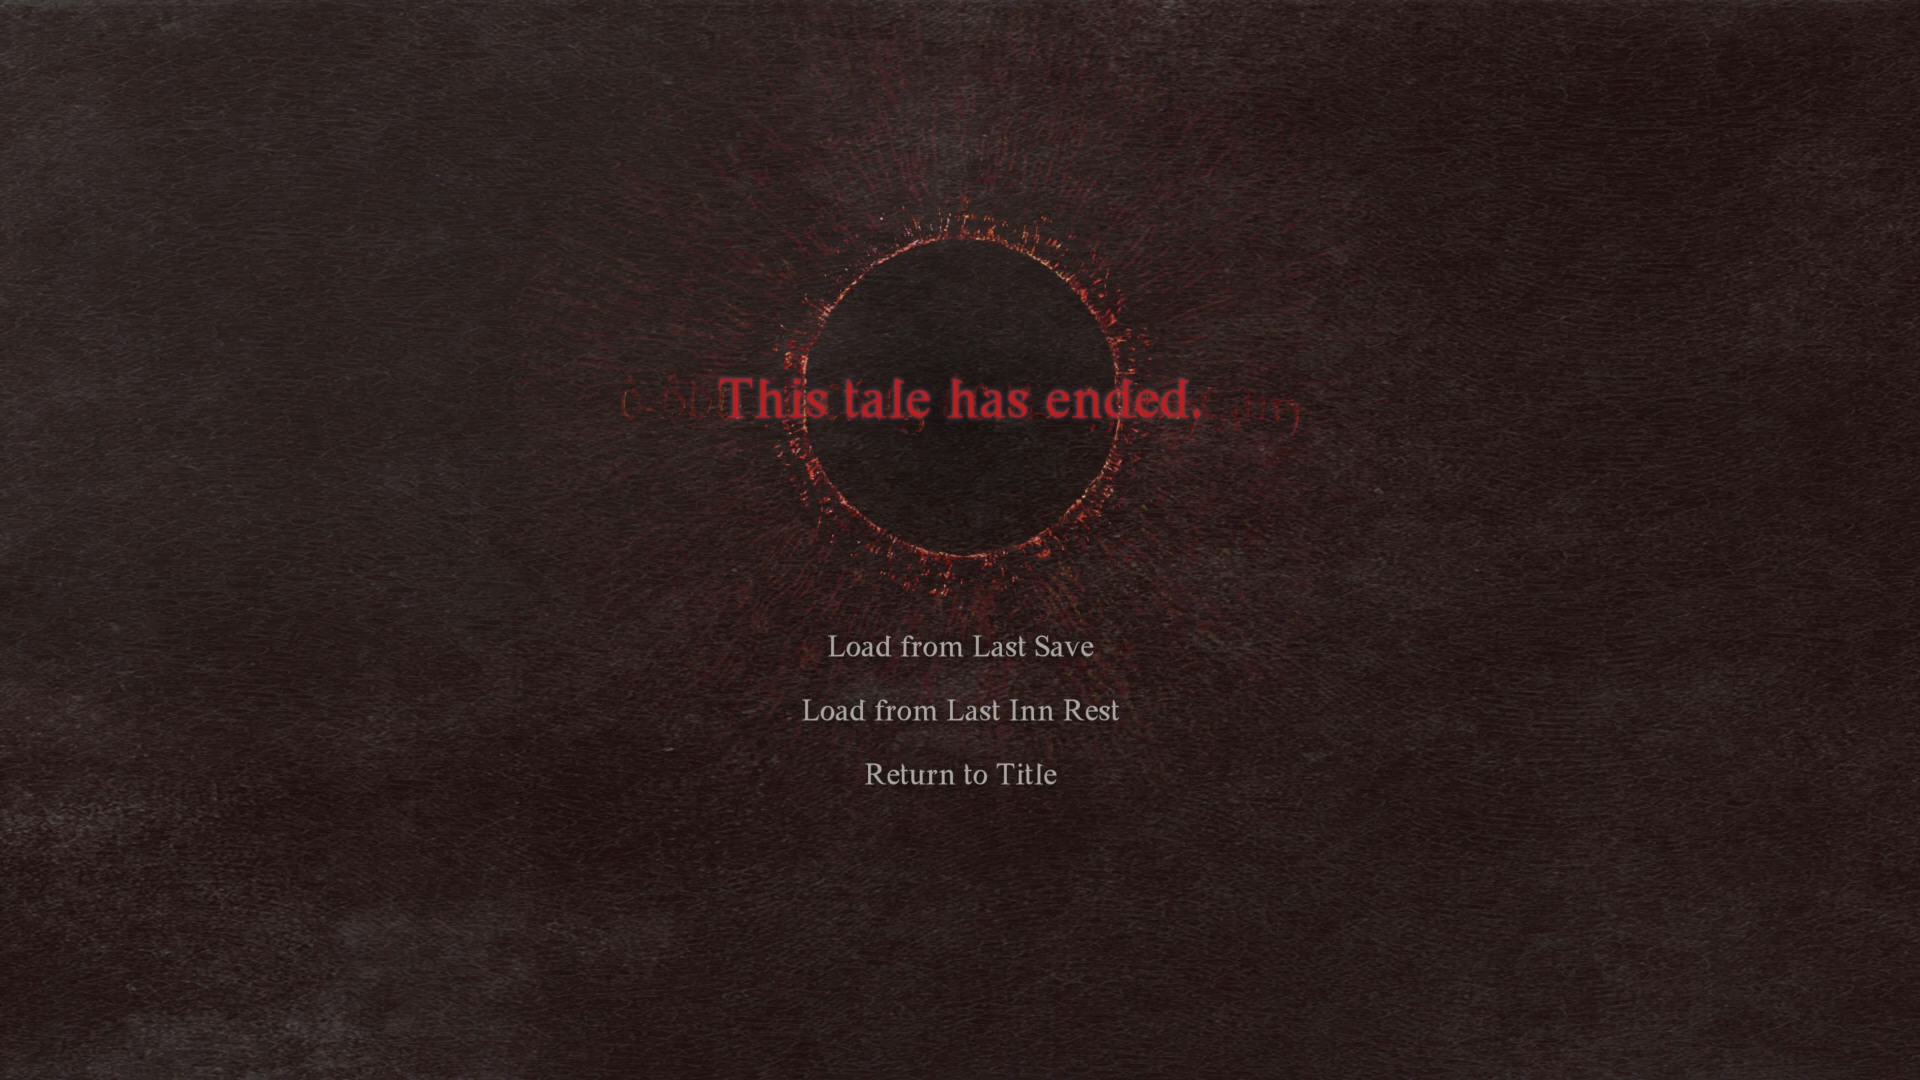 This tale has ended.
Load from Last Save
Load from Last Inn Rest
Return to Title